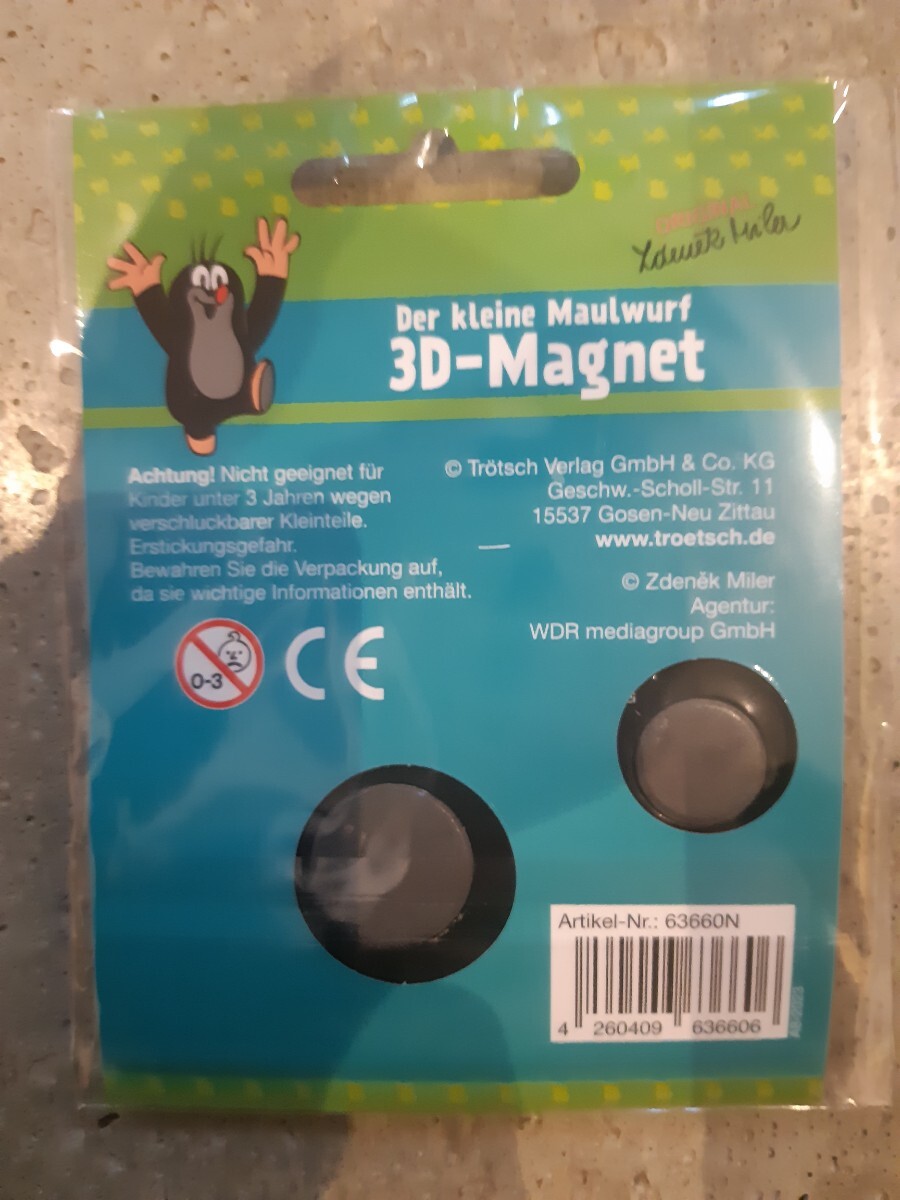 ORIGINAL
Zdeněk Miler
Der kleine Maulwurf
3D-Magnet
Achtung! Nicht geeignet für
Kinder unter 3 Jahren wegen
verschluckbarer Kleinteile.
Erstickungsgefahr.
Bewahren Sie die Verpackung auf,
da sie wichtige Informationen enthält.
© Trötsch Verlag GmbH & Co. KG
Geschw.-Scholl-Str. 11
15537 Gosen-Neu Zittau
www.troetsch.de
© Zdeněk Miler
Agentur:
WDR mediagroup GmbH
0-3
CE
Artikel-Nr.: 63660N
4 260409 636606